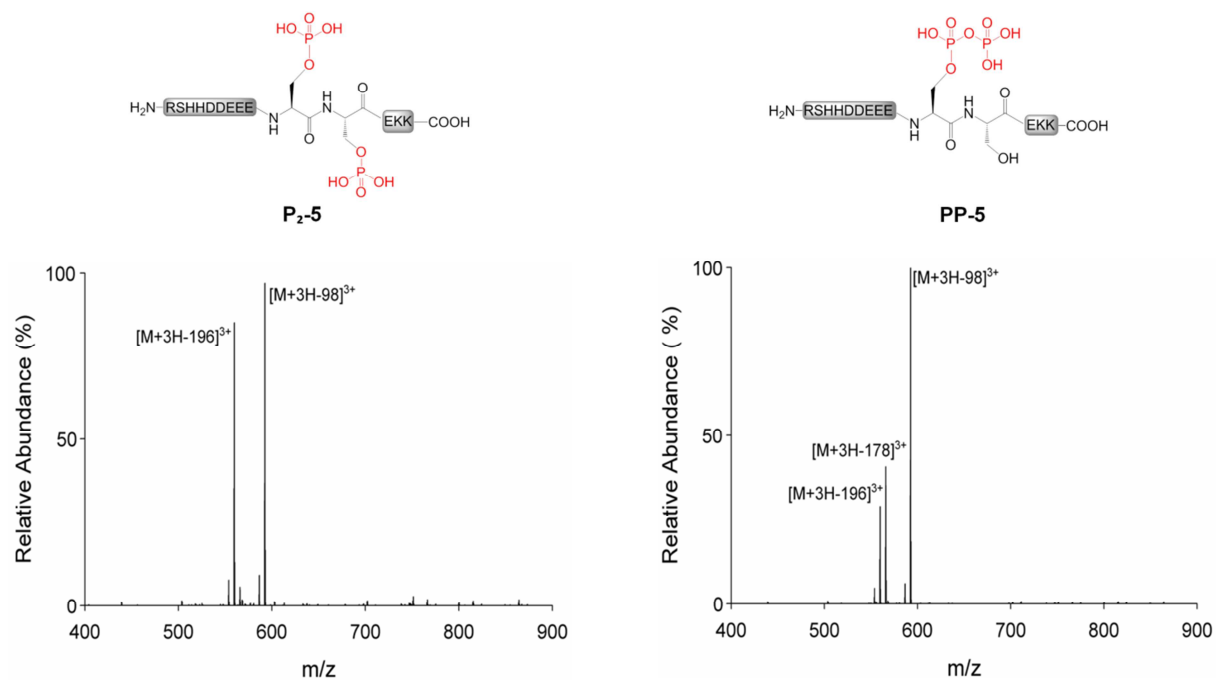 O
HO P OH
O
H₂N RSHHDDEEE N H
O
H N
O
EKK COOH
O
HO P OH
O
P₂-5
O O
HO P O P OH
O OH
H₂N RSHHDDEEE N H
O
H N
O
EKK COOH
OH
PP-5
100
[M+3H-98]³⁺
[M+3H-196]³⁺
50
0
400 500 600 700 800 900
Relative Abundance (%)
m/z
100
[M+3H-98]³⁺
50
[M+3H-178]³⁺
[M+3H-196]³⁺
0
400 500 600 700 800 900
Relative Abundance ( %)
m/z